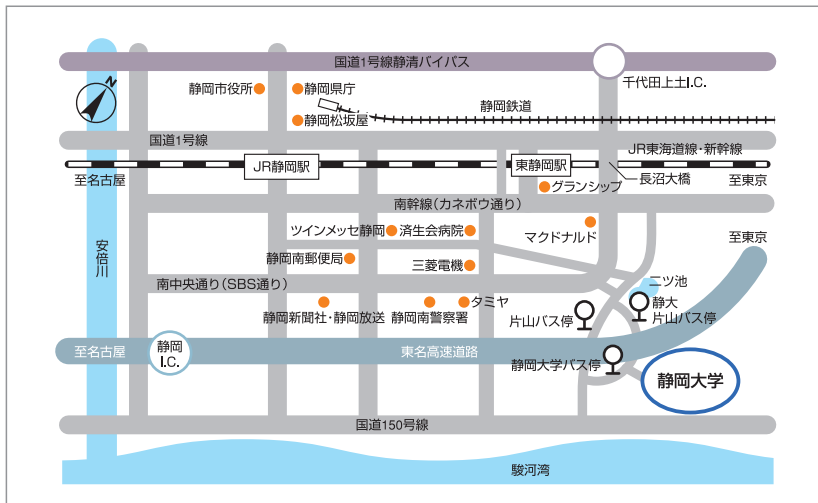 国道1号線静清バイパス
N
静岡市役所
静岡県庁
千代田上土I.C.
静岡鉄道
静岡松坂屋
国道1号線
JR東海道線・新幹線
JR静岡駅
東静岡駅
至名古屋
グランシップ
長沼大橋
至東京
南幹線(カネボウ通り)
ツインメッセ静岡
済生会病院
マクドナルド
至東京
安倍川
静岡南郵便局
三菱電機
南中央通り(SBS通り)
二ツ池
静岡新聞社・静岡放送
静岡南警察署
タミヤ
片山バス停
静大
片山バス停
至名古屋
静岡
I.C.
東名高速道路
静岡大学バス停
静岡大学
国道150号線
駿河湾